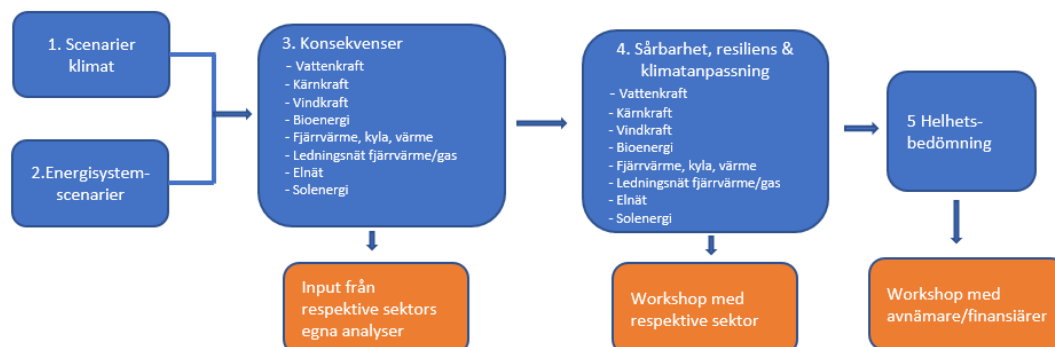 1. Scenarier
klimat
2.Energisystem-
scenarier
3. Konsekvenser
- Vattenkraft
- Kärnkraft
- Vindkraft
- Bioenergi
- Fjärrvärme, kyla, värme
- Ledningsnät fjärrvärme/gas
- Elnät
- Solenergi
4. Sårbarhet, resiliens &
klimatanpassning
- Vattenkraft
- Kärnkraft
- Vindkraft
- Bioenergi
- Fjärrvärme, kyla, värme
- Ledningsnät fjärrvärme/gas
- Elnät
- Solenergi
5 Helhets-
bedömning
Input från
respektive sektors
egna analyser
Workshop med
respektive sektor
Workshop med
avnämare/finansiärer